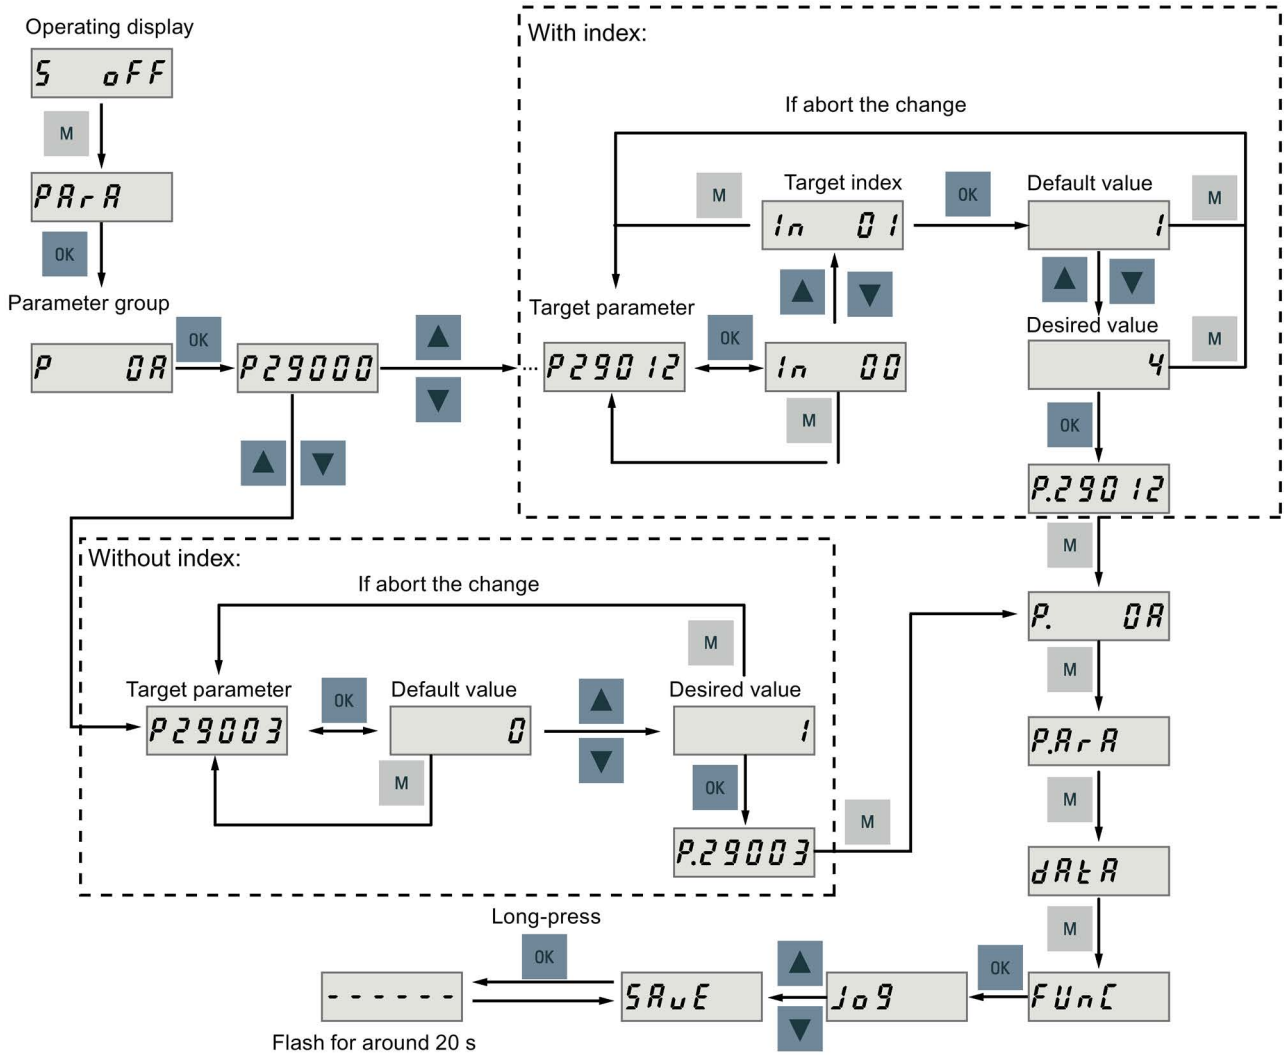 Operating display
S oFF
M
PArA
OK
Parameter group
P 0A
OK
P29000
▲
▼
▲ ▼
With index:
If abort the change
M
Target index
In 01
OK
Default value
1
M
▲ ▼
▲ ▼
Target parameter
...
P29012
OK
In 00
M
Desired value
4
M
OK
P.29012
M
Without index:
If abort the change
M
Target parameter
P29003
OK
Default value
0
M
▲
▼
Desired value
1
OK
P.29003
M
P. 0A
M
P.ArA
M
dAtA
M
FUnC
OK
Jog
▲
▼
SAvE
Long-press
OK
------
Flash for around 20 s